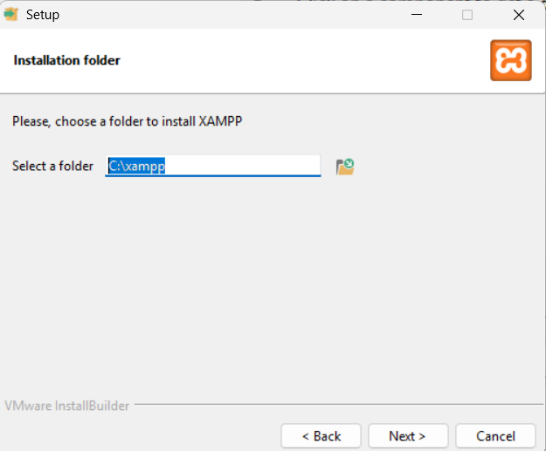 Setup
Installation folder
Please, choose a folder to install XAMPP
Select a folder C:\xampp
VMware InstallBuilder
< Back Next > Cancel